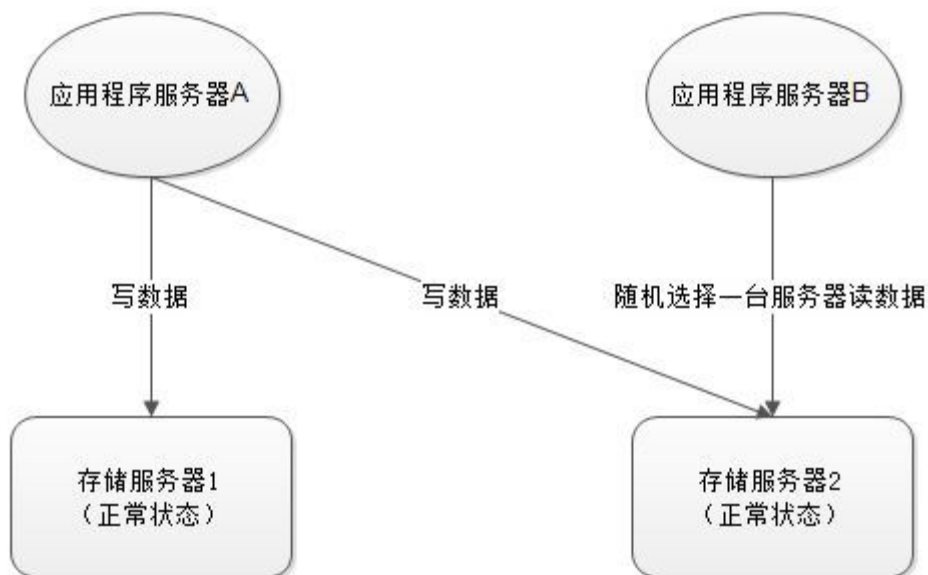 应用程序服务器A
应用程序服务器B
写数据
写数据
随机选择一台服务器读数据
存储服务器1
（正常状态）
存储服务器2
（正常状态）